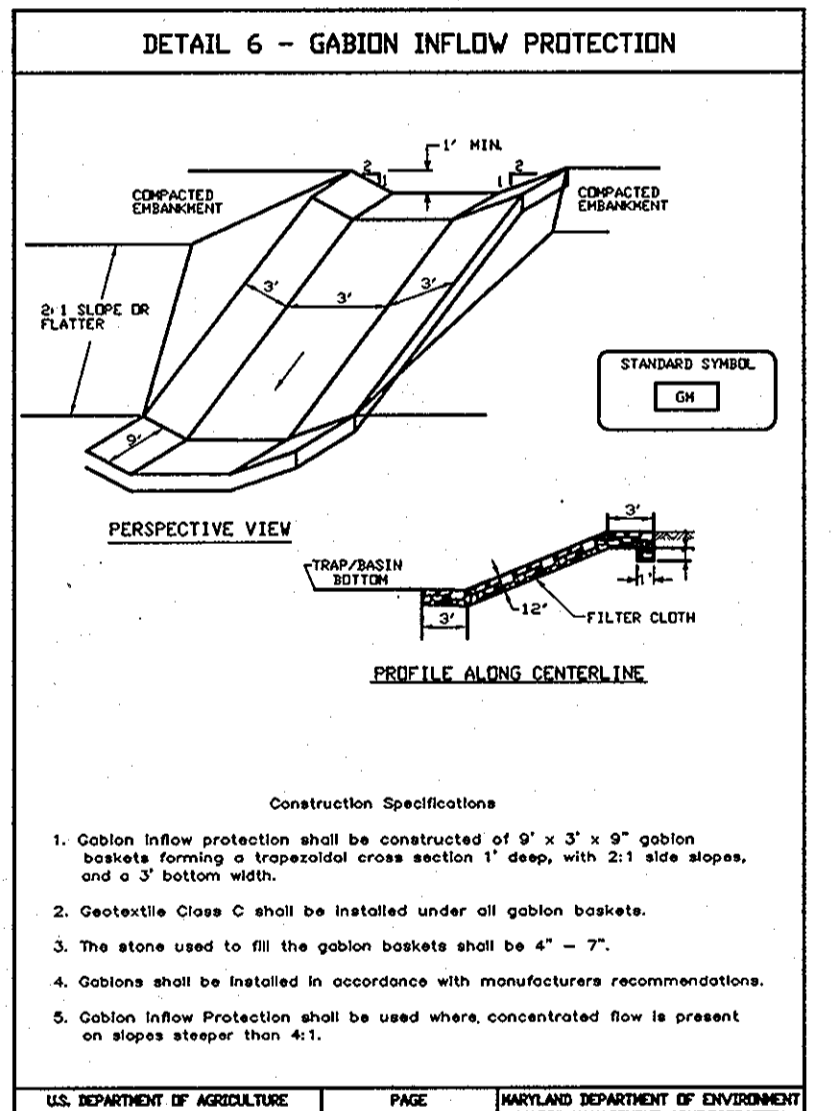 DETAIL 6 - GABION INFLOW PROTECTION
1' MIN.
2
1
2
1
COMPACTED
EMBANKMENT
COMPACTED
EMBANKMENT
3'
3'
3'
2:1 SLOPE OR
FLATTER
STANDARD SYMBOL
GM
9'
PERSPECTIVE VIEW
3'
TRAP/BASIN
BOTTOM
1'
12'
FILTER CLOTH
3'
PROFILE ALONG CENTERLINE
Construction Specifications
1. Gabion inflow protection shall be constructed of 9' x 3' x 9" gabion
baskets forming a trapezoidal cross section 1' deep, with 2:1 side slopes,
and a 3' bottom width.
2. Geotextile Class C shall be installed under all gabion baskets.
3. The stone used to fill the gabion baskets shall be 4" - 7".
4. Gabions shall be installed in accordance with manufacturers recommendations.
5. Gabion Inflow Protection shall be used where concentrated flow is present
on slopes steeper than 4:1.
U.S. DEPARTMENT OF AGRICULTURE PAGE MARYLAND DEPARTMENT OF ENVIRONMENT